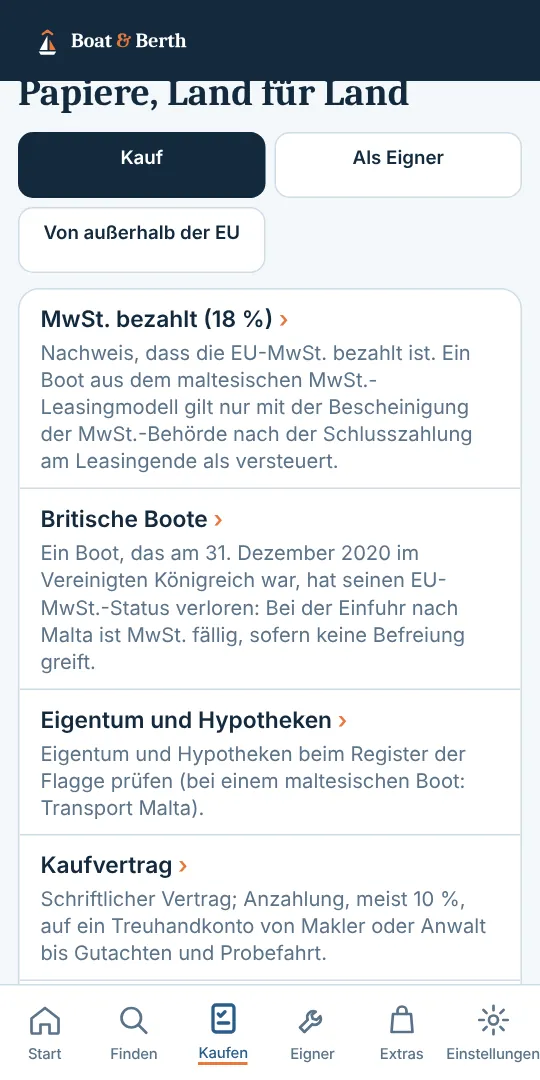 Boat & Berth
Papiere, Land für Land
Kauf
Als Eigner
Von außerhalb der EU
MwSt. bezahlt (18 %) ›
Nachweis, dass die EU-MwSt. bezahlt ist. Ein
Boot aus dem maltesischen MwSt.-
Leasingmodell gilt nur mit der Bescheinigung
der MwSt.-Behörde nach der Schlusszahlung
am Leasingende als versteuert.
Britische Boote ›
Ein Boot, das am 31. Dezember 2020 im
Vereinigten Königreich war, hat seinen EU-
MwSt.-Status verloren: Bei der Einfuhr nach
Malta ist MwSt. fällig, sofern keine Befreiung
greift.
Eigentum und Hypotheken ›
Eigentum und Hypotheken beim Register der
Flagge prüfen (bei einem maltesischen Boot:
Transport Malta).
Kaufvertrag ›
Schriftlicher Vertrag; Anzahlung, meist 10 %,
auf ein Treuhandkonto von Makler oder Anwalt
bis Gutachten und Probefahrt.
Start
Finden
Kaufen
Eigner
Extras
Einstellungen